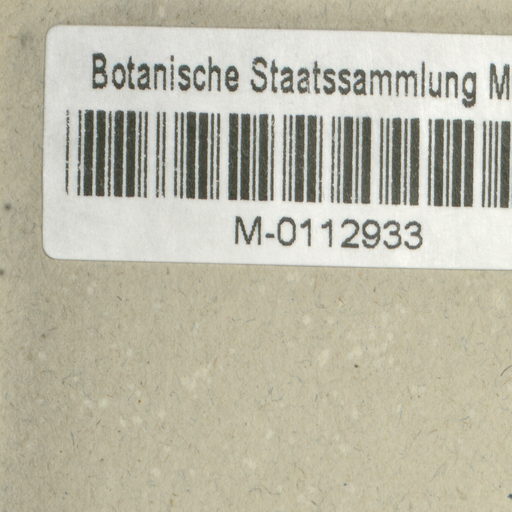 Botanische Staatssammlung M
M-0112933